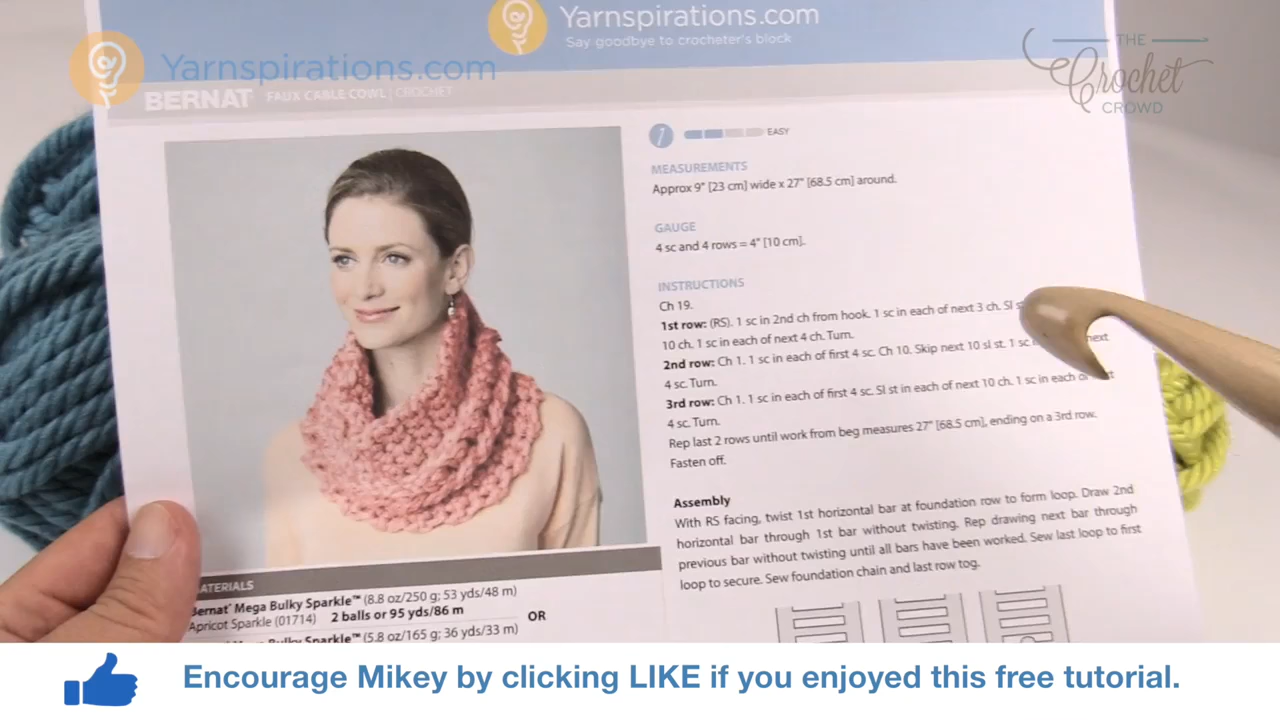 Yarnspirations.com
Say goodbye to crocheter's block
Yarnspirations.com
THE
Crochet
CROWD
BERNAT FAUX CABLE COWL | CROCHET
EASY
MEASUREMENTS
Approx 9" [23 cm] wide x 27" [68.5 cm] around.
GAUGE
4 sc and 4 rows = 4" [10 cm].
INSTRUCTIONS
Ch 19.
1st row: (RS). 1 sc in 2nd ch from hook. 1 sc in each of next 3 ch. Sl
10 ch. 1 sc in each of next 4 ch. Turn.
2nd row: Ch 1. 1 sc in each of first 4 sc. Ch 10. Skip next 10 sl st. 1 sc next
4 sc. Turn.
3rd row: Ch 1. 1 sc in each of first 4 sc. Sl st in each of next 10 ch. 1 sc in each
4 sc. Turn.
Rep last 2 rows until work from beg measures 27" [68.5 cm], ending on a 3rd row.
Fasten off.
Assembly
With RS facing, twist 1st horizontal bar at foundation row to form loop. Draw 2nd
horizontal bar through 1st bar without twisting. Rep drawing next bar through
previous bar without twisting until all bars have been worked. Sew last loop to first
loop to secure. Sew foundation chain and last row tog.
ATERIALS
Bernat® Mega Bulky Sparkle™ (8.8 oz/250 g; 53 yds/48 m)
Apricot Sparkle (01714) 2 balls or 95 yds/86 m
OR
Bulky Sparkle™ (5.8 oz/165 g; 36 yds/33 m)
Encourage Mikey by clicking LIKE if you enjoyed this free tutorial.